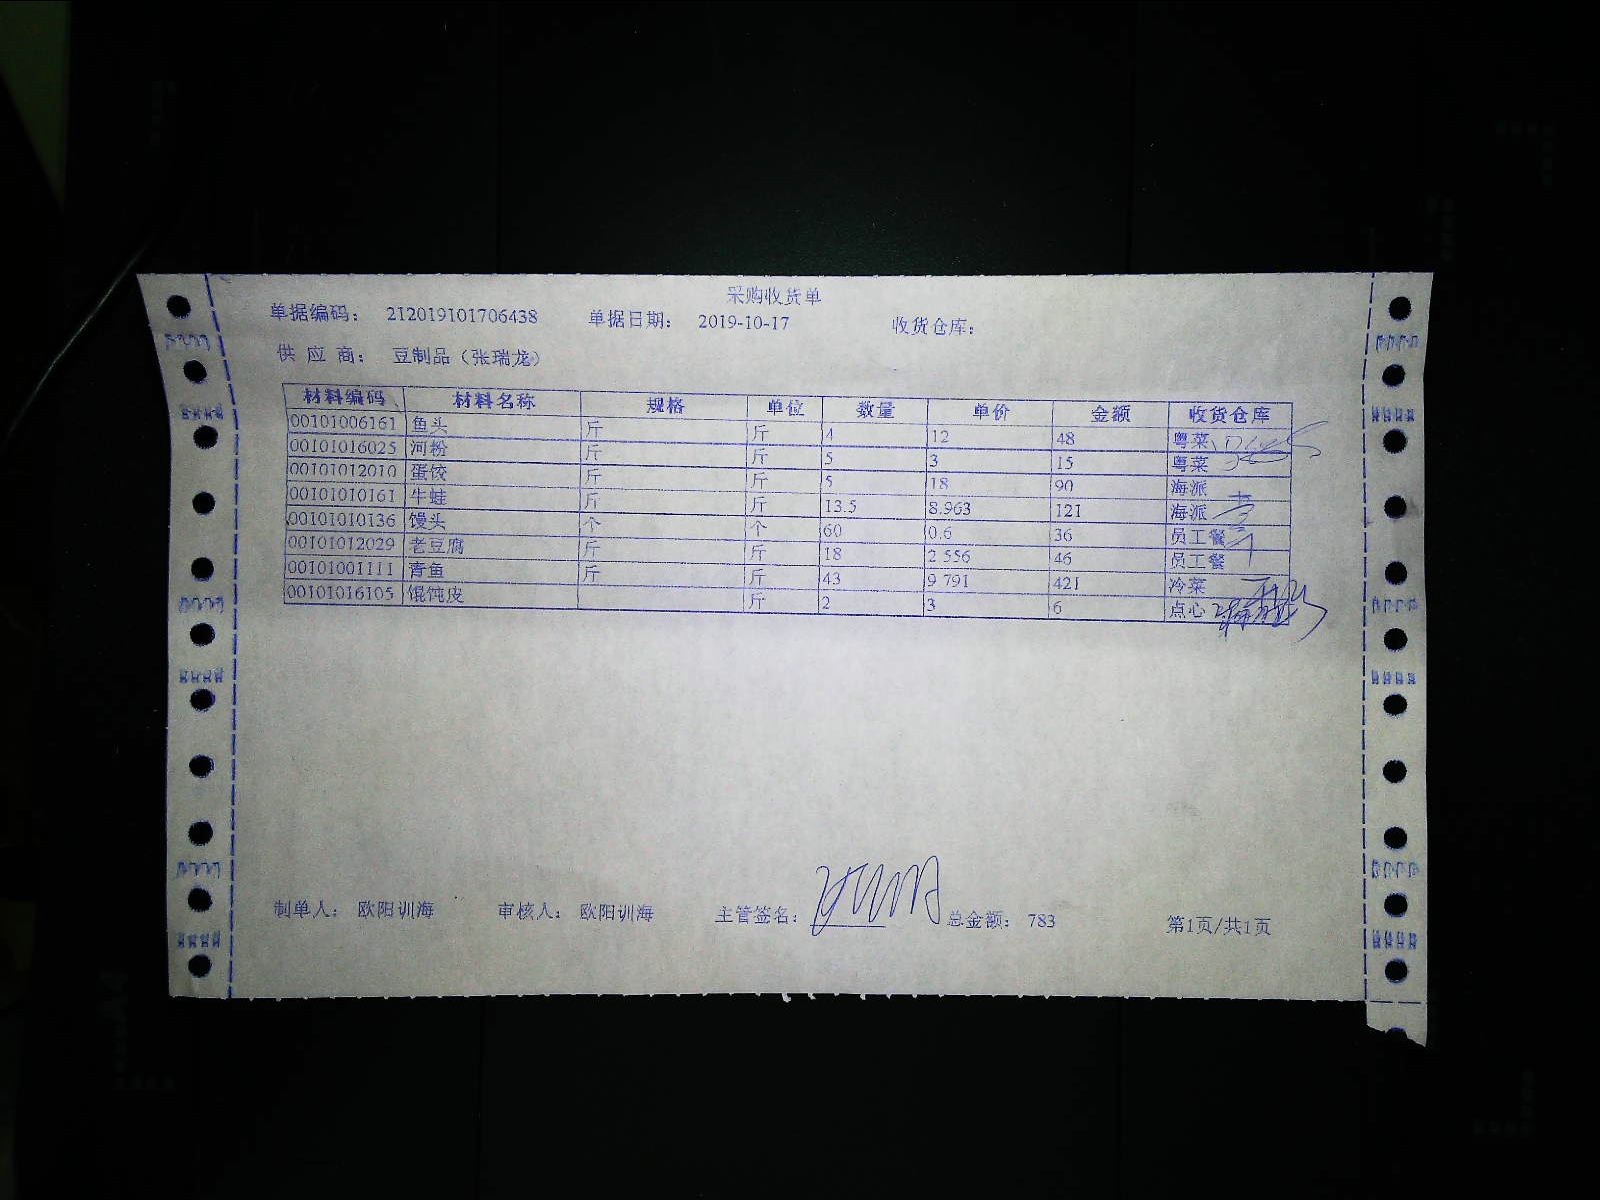 采购收货单
单据编码： 212019101706438 单据日期： 2019-10-17 收货仓库：
供 应 商： 豆制品（张瑞龙）
材料编码 材料名称 规格 单位 数量 单价 金额 收货仓库
00101006161 鱼头 斤 斤 4 12 48 粤菜
00101016025 河粉 斤 斤 5 3 15 粤菜
00101012010 蛋饺 斤 斤 5 18 90 海派
00101010161 牛蛙 斤 斤 13.5 8.963 121 海派
00101010136 馒头 个 个 60 0.6 36 员工餐
00101012029 老豆腐 斤 斤 18 2 556 46 员工餐
00101001111 青鱼 斤 斤 43 9 791 421 冷菜
00101016105 馄饨皮 斤 2 3 6 点心
制单人： 欧阳训海 审核人： 欧阳训海 主管签名： 总金额： 783 第1页/共1页